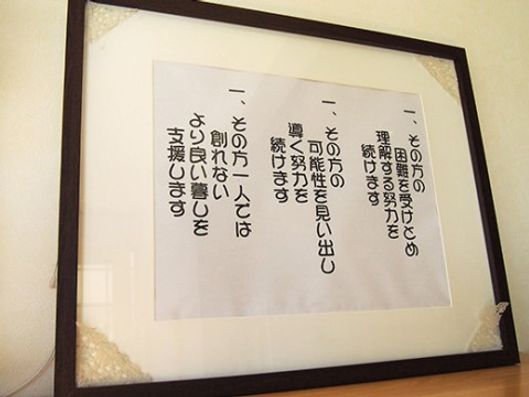 一、その方の
困難を受けとめ
理解する努力を
続けます
一、その方の
可能性を見い出し
導く努力を
続けます
一、その方一人では
創れない
より良い暮しを
支援します